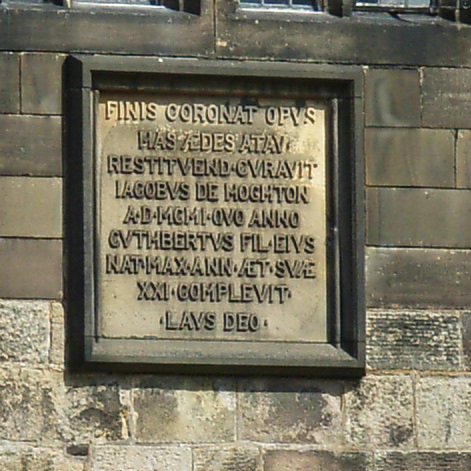 FINIS CORONAT OPVS
HAS ÆDES ATAVI
RESTITVEND·CVRAVIT
IACOBVS DE MOGHTON
A·D·MCMI·QVO ANNO
CVTHBERTVS FIL·EIVS
NAT·MAX·ANN·ÆT·SVÆ
XXI·COMPLEVIT·
·LAVS DEO·